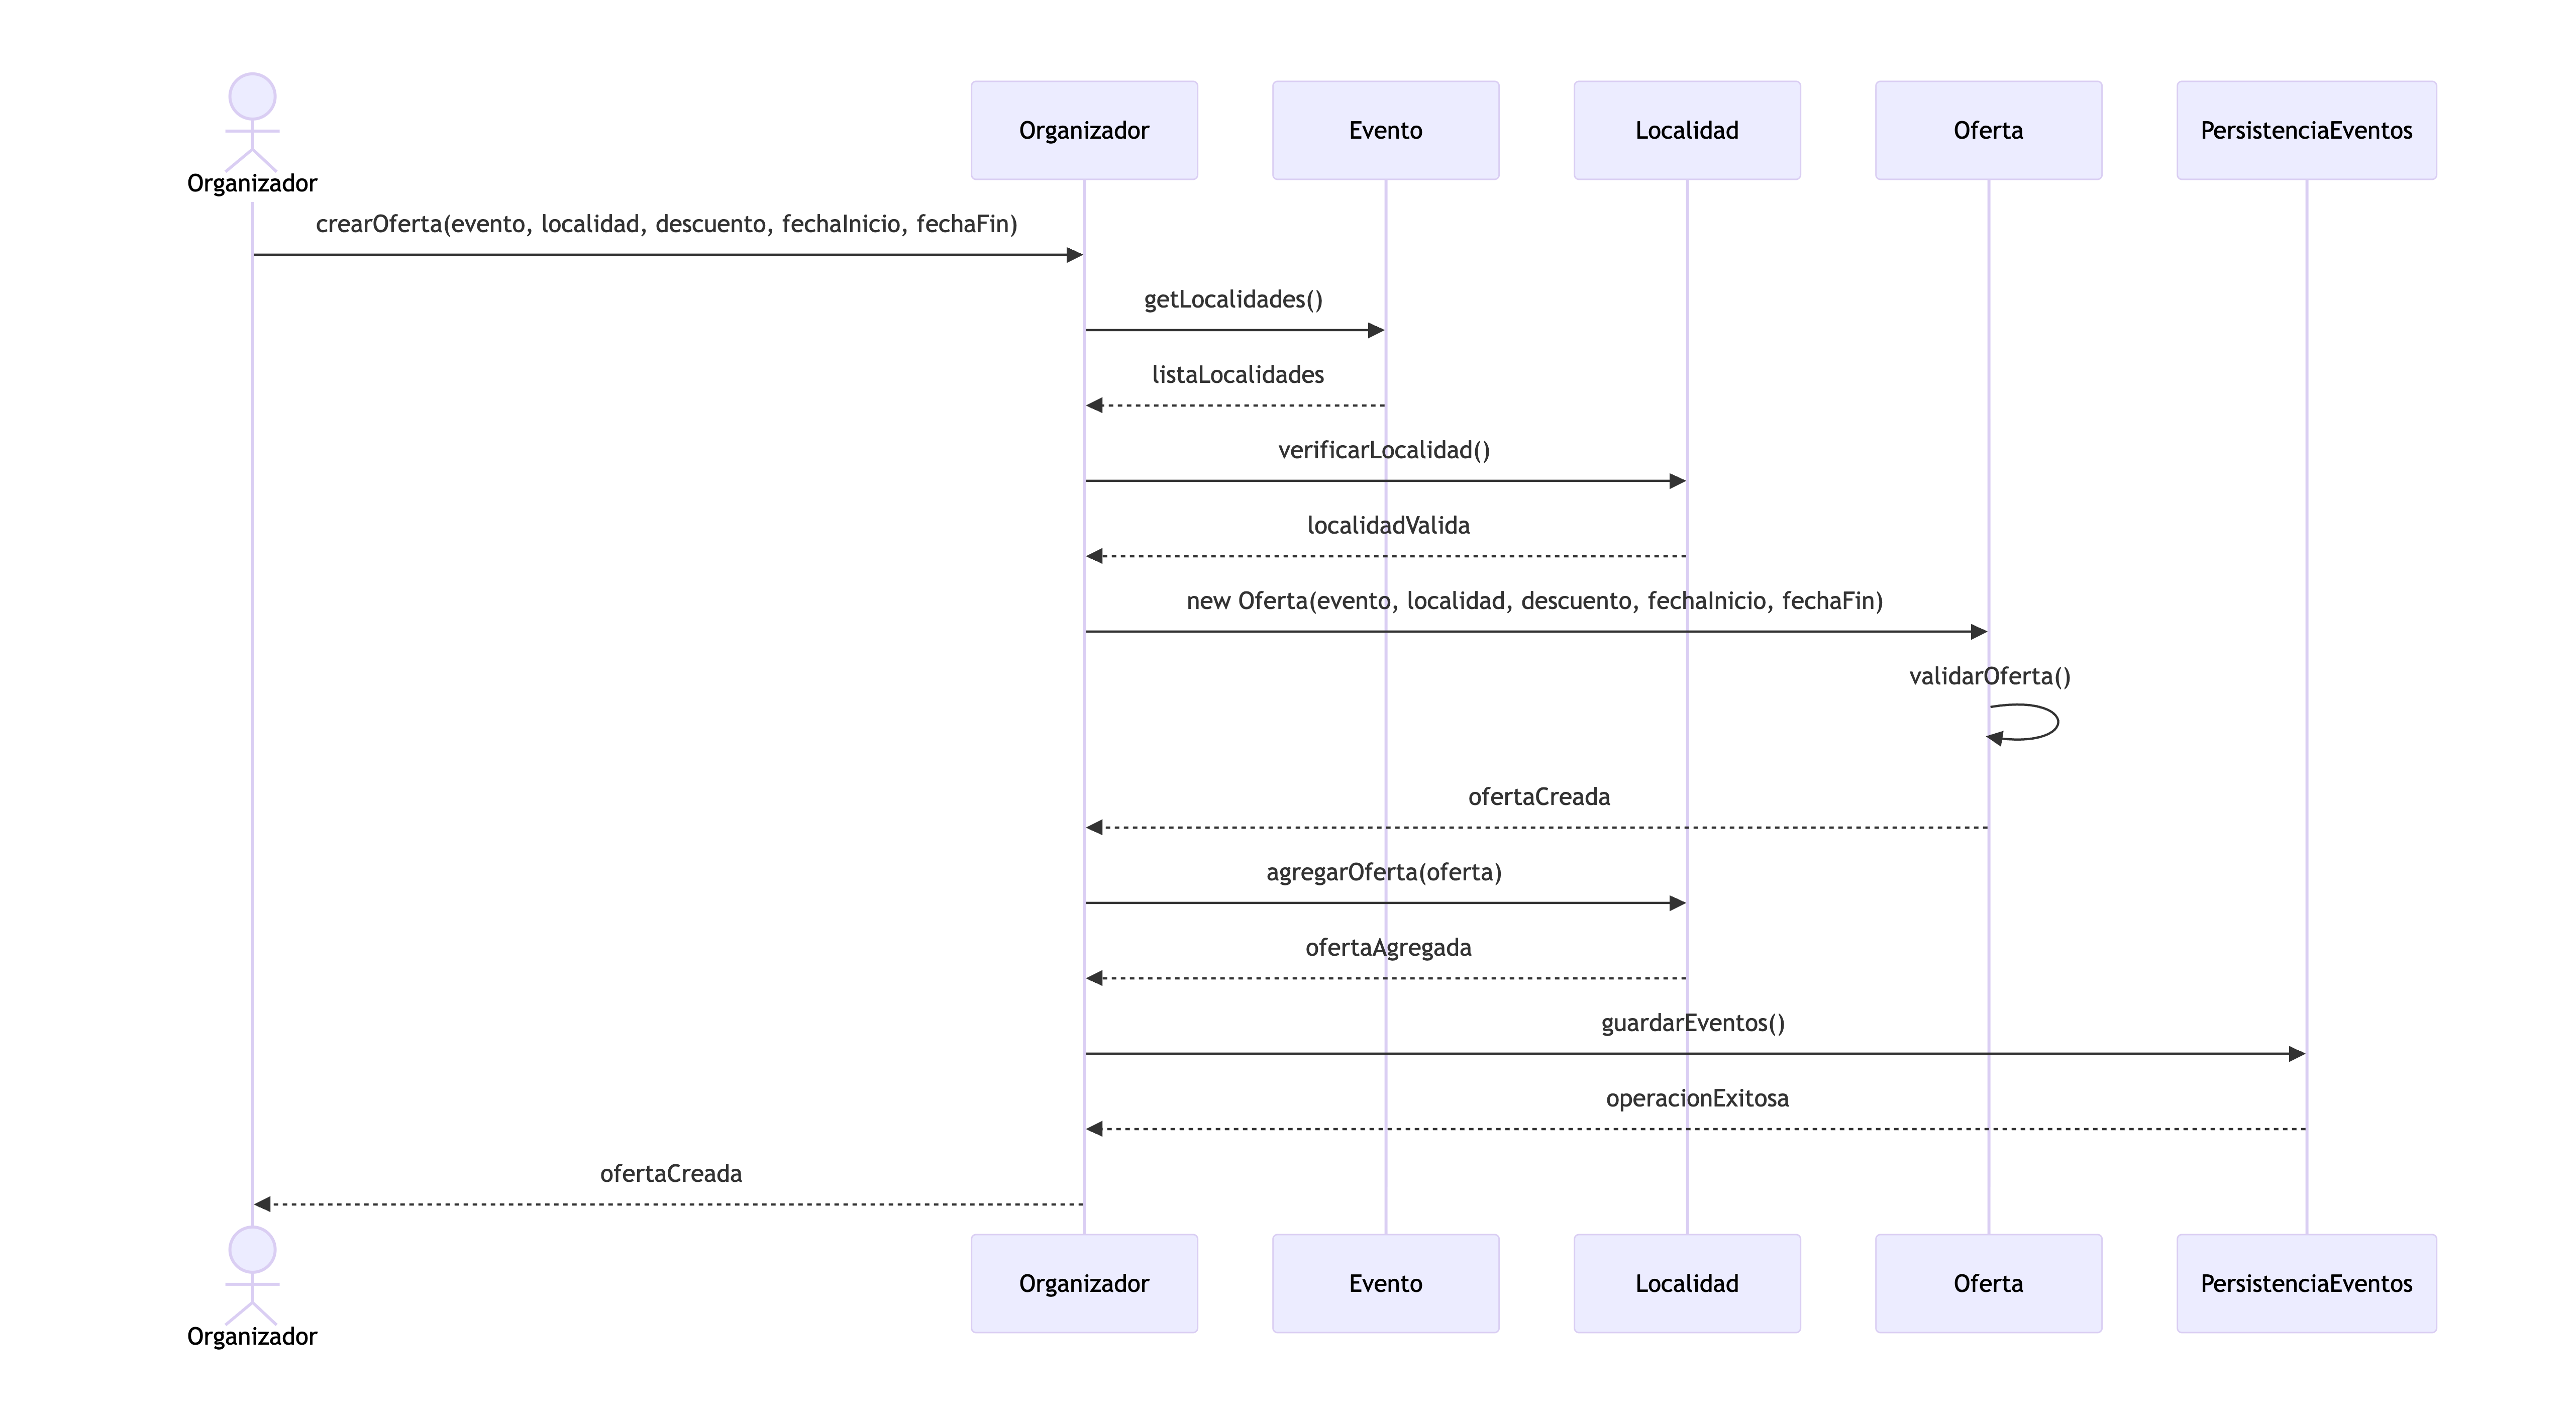 Organizador
Organizador
Evento
Localidad
Oferta
PersistenciaEventos
crearOferta(evento, localidad, descuento, fechaInicio, fechaFin)
getLocalidades()
listaLocalidades
verificarLocalidad()
localidadValida
new Oferta(evento, localidad, descuento, fechaInicio, fechaFin)
validarOferta()
ofertaCreada
agregarOferta(oferta)
ofertaAgregada
guardarEventos()
operacionExitosa
ofertaCreada
Organizador
Organizador
Evento
Localidad
Oferta
PersistenciaEventos